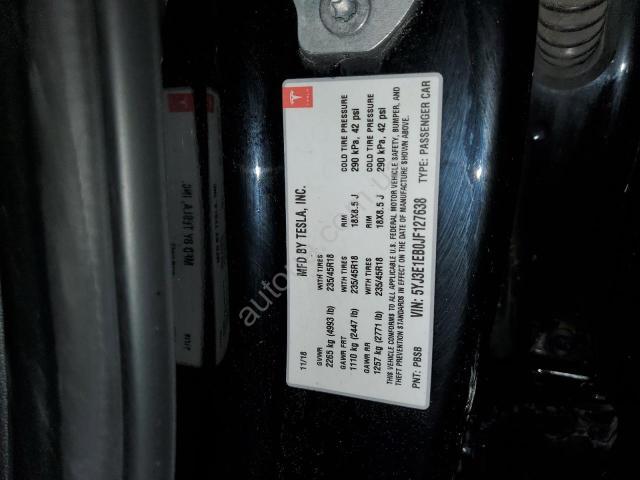 TESLA
MFD BY TESLA, INC.
11/18
GVWR WITH TIRES RIM COLD TIRE PRESSURE
2265 kg (4993 lb) 235/45R18 18X8.5 J 290 kPa, 42 psi
GAWR FRT WITH TIRES RIM COLD TIRE PRESSURE
1110 kg (2447 lb) 235/45R18 18X8.5 J 290 kPa, 42 psi
GAWR RR
1257 kg (2771 lb)
THIS VEHICLE CONFORMS TO ALL APPLICABLE U.S. FEDERAL MOTOR VEHICLE SAFETY, BUMPER, AND
THEFT PREVENTION STANDARDS IN EFFECT ON THE DATE OF MANUFACTURE SHOWN ABOVE.
VIN: 5YJ3E1EB0JF127638 TYPE: PASSENGER CAR
PNT: PBSB